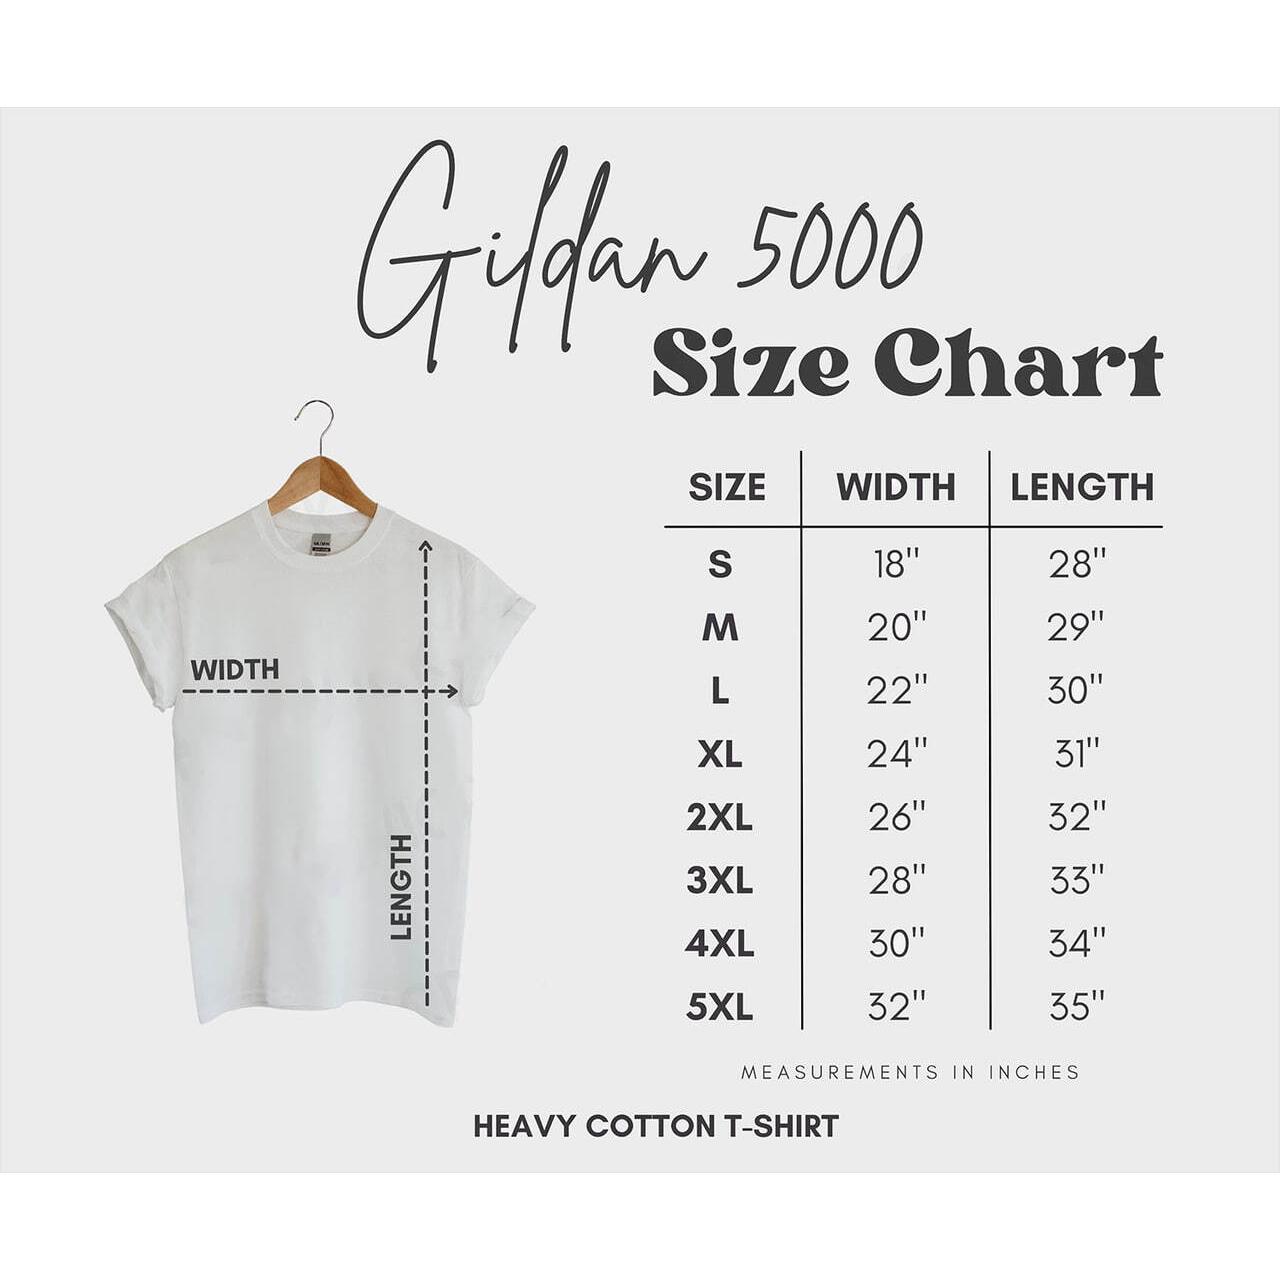 Gildan 5000
Size Chart
SIZE WIDTH LENGTH
S 18" 28"
M 20" 29"
L 22" 30"
XL 24" 31"
2XL 26" 32"
3XL 28" 33"
4XL 30" 34"
5XL 32" 35"
MEASUREMENTS IN INCHES
WIDTH
LENGTH
HEAVY COTTON T-SHIRT